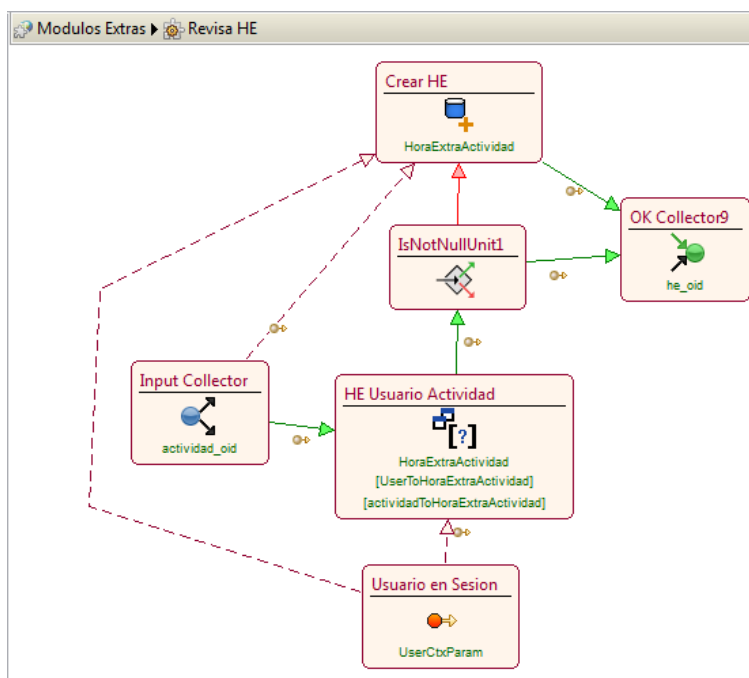 Modulos Extras Revisa HE
Crear HE
HoraExtraActividad
OK Collector9
he_oid
IsNotNullUnit1
Input Collector
actividad_oid
HE Usuario Actividad
[?]
HoraExtraActividad
[UserToHoraExtraActividad]
[actividadToHoraExtraActividad]
Usuario en Sesion
UserCtxParam